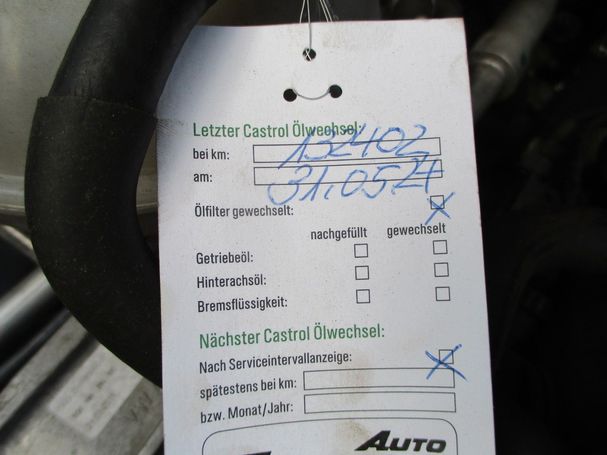 Letzter Castrol Ölwechsel:
bei km: 132402
am: 31.05.24
Ölfilter gewechselt:
nachgefüllt gewechselt
Getriebeöl:
Hinterachsöl:
Bremsflüssigkeit:
Nächster Castrol Ölwechsel:
Nach Serviceintervallanzeige:
spätestens bei km:
bzw. Monat/Jahr:
AUTO